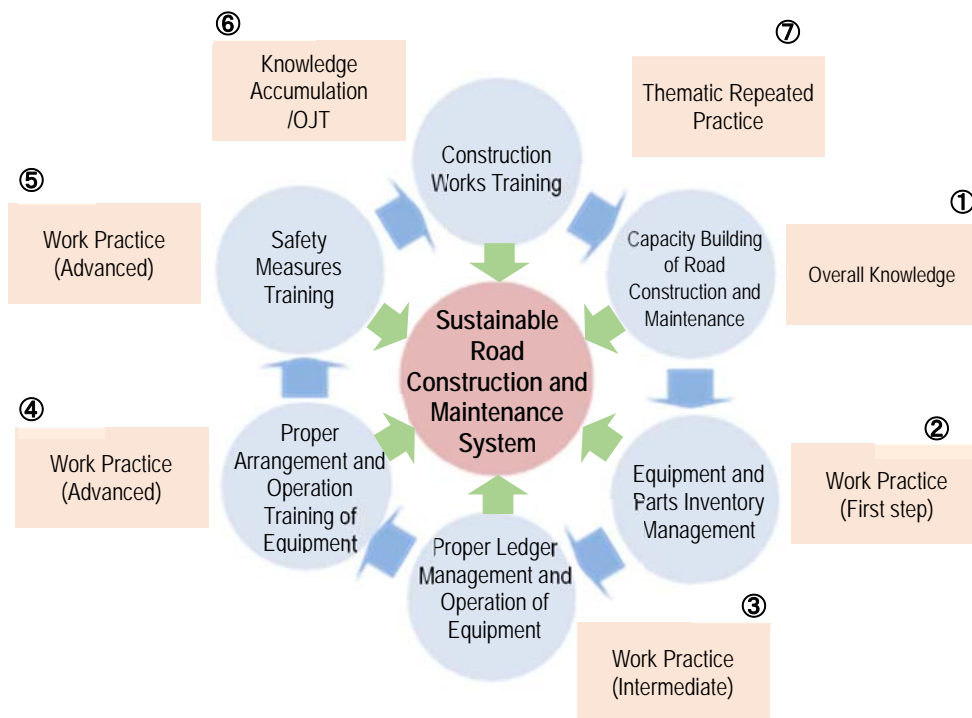 ⑥
Knowledge
Accumulation
/OJT
⑦
Thematic Repeated
Practice
Construction
Works Training
⑤
Work Practice
(Advanced)
Safety
Measures
Training
①
Overall Knowledge
Capacity Building
of Road
Construction and
Maintenance
Sustainable
Road
Construction and
Maintenance
System
④
Work Practice
(Advanced)
Proper
Arrangement and
Operation
Training of
Equipment
②
Work Practice
(First step)
Equipment and
Parts Inventory
Management
Proper Ledger
Management and
Operation of
Equipment
③
Work Practice
(Intermediate)